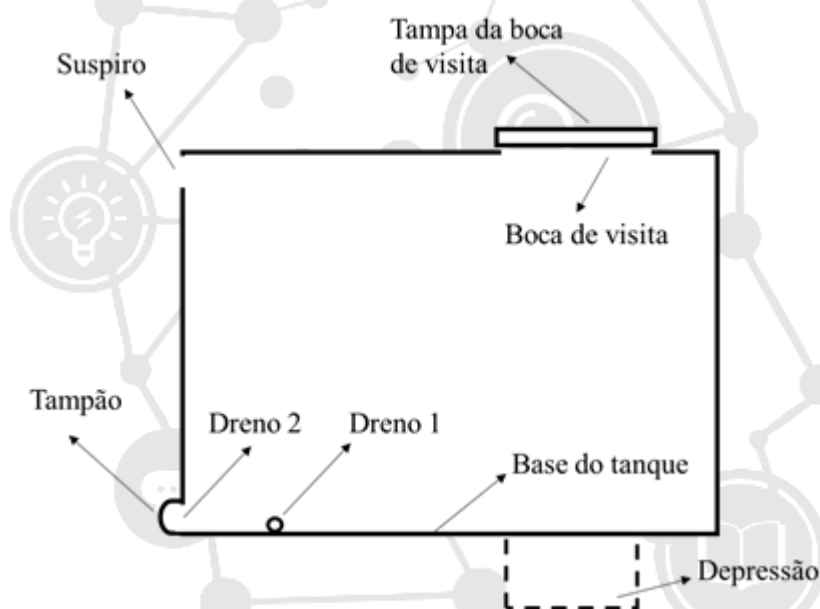 Tampa da boca
de visita
Suspiro
Boca de visita
Tampão
Dreno 2
Dreno 1
Base do tanque
Depressão